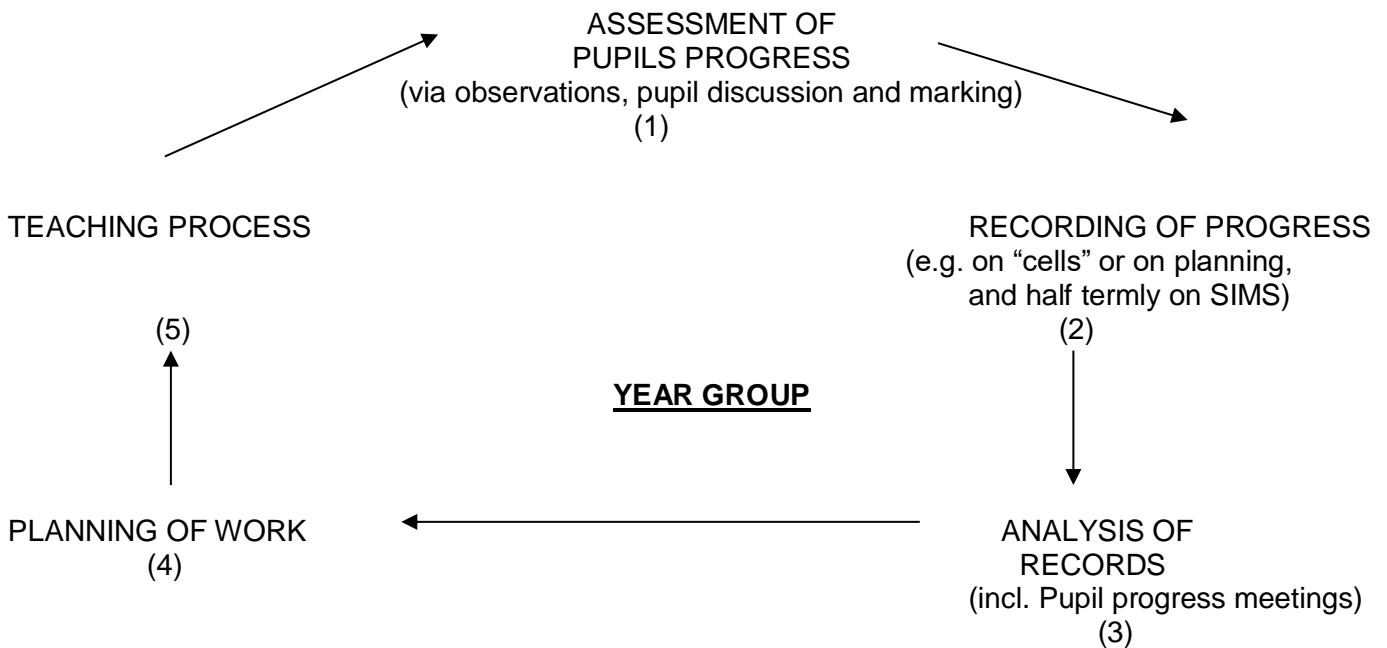 ASSESSMENT OF
PUPILS PROGRESS
(via observations, pupil discussion and marking)
(1)
TEACHING PROCESS
(5)
RECORDING OF PROGRESS
(e.g. on “cells” or on planning,
and half termly on SIMS)
(2)
YEAR GROUP
PLANNING OF WORK
(4)
ANALYSIS OF
RECORDS
(incl. Pupil progress meetings)
(3)